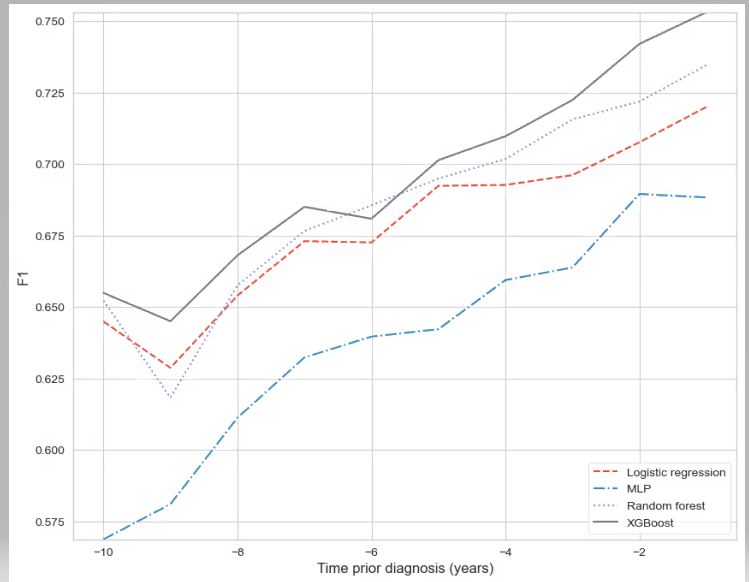 0.750
0.725
0.700
0.675
0.650
0.625
0.600
0.575
F1
−10
−8
−6
−4
−2
Time prior diagnosis (years)
Logistic regression
MLP
Random forest
XGBoost